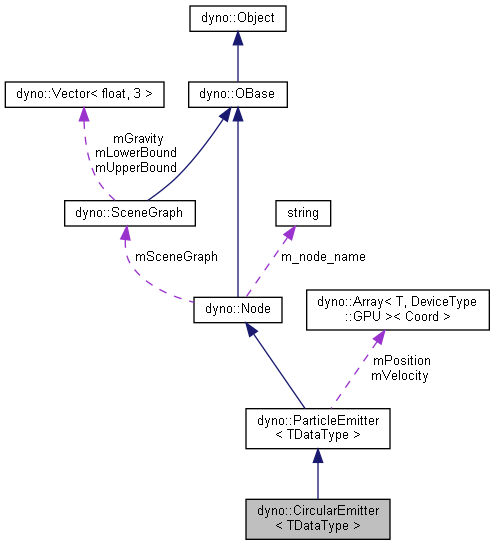 dyno::Object
dyno::Vector< float, 3 >
dyno::OBase
mGravity
mLowerBound
mUpperBound
dyno::SceneGraph
string
mSceneGraph
m_node_name
dyno::Node
dyno::Array< T, DeviceType
::GPU >< Coord >
mPosition
mVelocity
dyno::ParticleEmitter
< TDataType >
dyno::CircularEmitter
< TDataType >